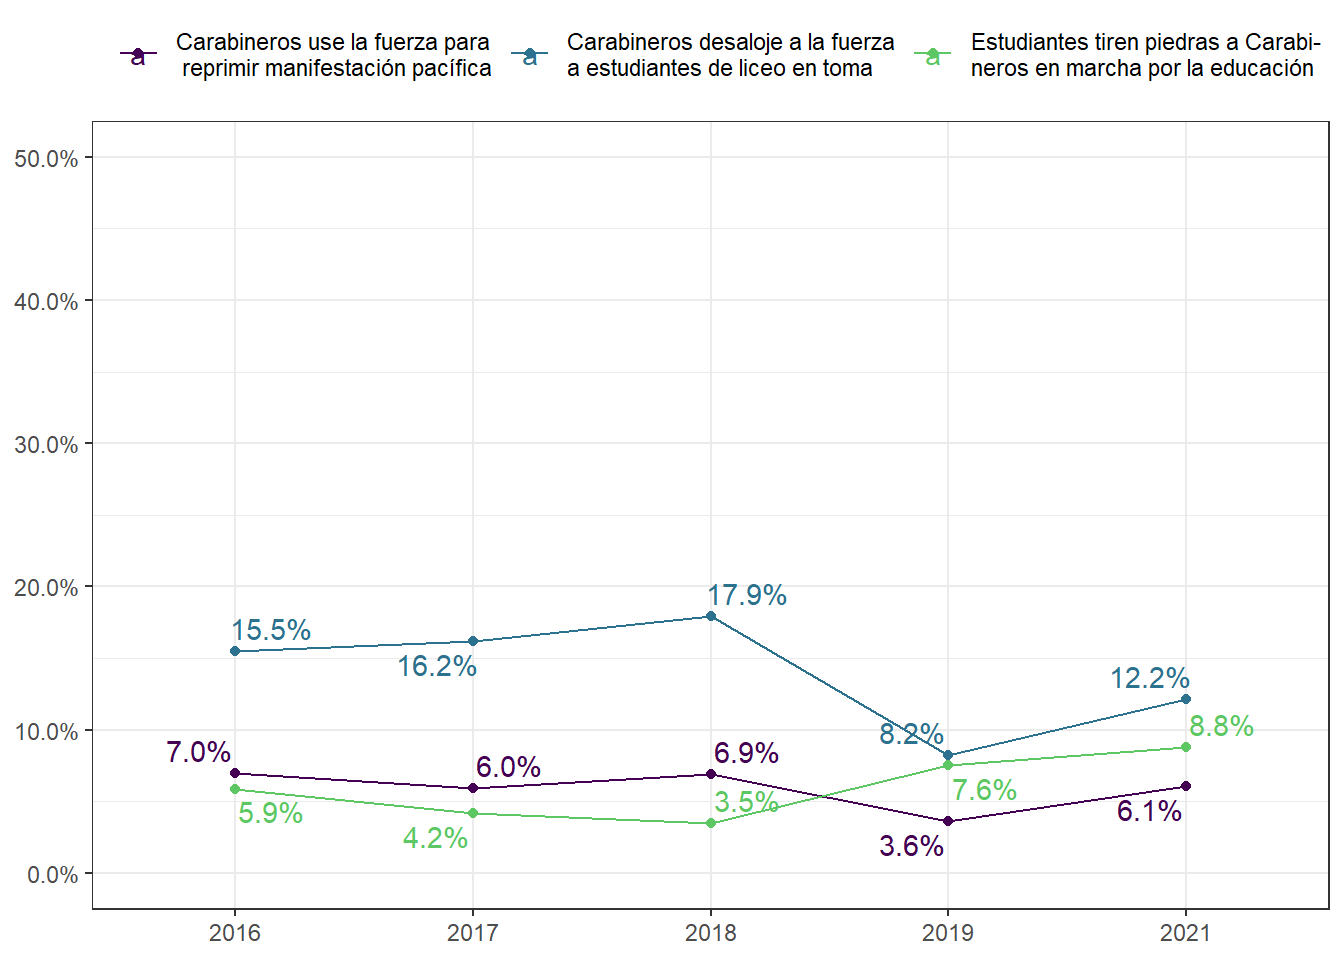 Carabineros use la fuerza para
reprimir manifestación pacífica
Carabineros desaloje a la fuerza
a estudiantes de liceo en toma
Estudiantes tiren piedras a Carabi-
neros en marcha por la educación
a
a
a
50.0%
40.0%
30.0%
20.0%
10.0%
0.0%
15.5%
16.2%
17.9%
8.2%
12.2%
7.0%
6.0%
6.9%
3.6%
6.1%
5.9%
4.2%
3.5%
7.6%
8.8%
2016
2017
2018
2019
2021